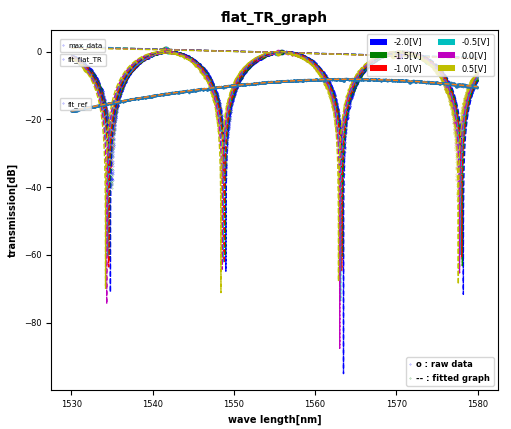 flat_TR_graph
max_data
fit_flat_TR
fit_ref
-2.0[V]
-1.5[V]
-1.0[V]
-0.5[V]
0.0[V]
0.5[V]
0
−20
−40
−60
−80
transmission[dB]
o : raw data
-- : fitted graph
1530 1540 1550 1560 1570 1580
wave length[nm]